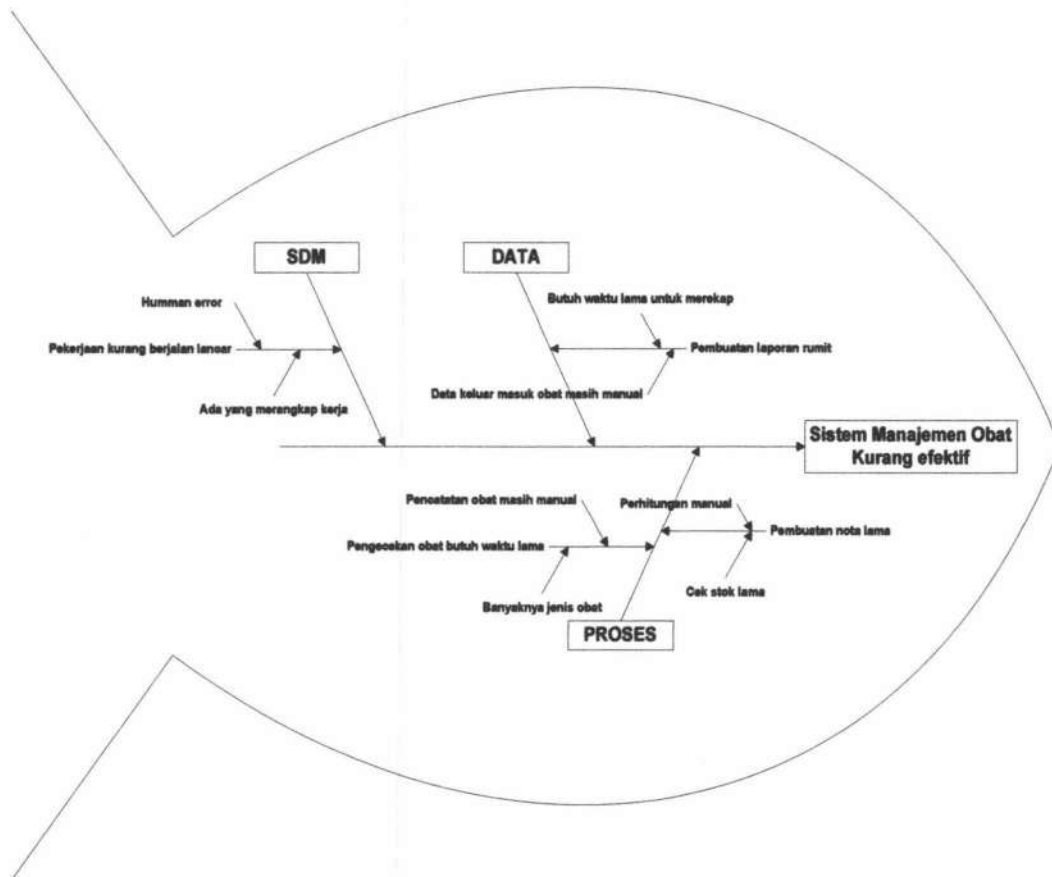 SDM
DATA
Humman error
Butuh waktu lama untuk merekap
Pekerjaan kurang berjalan lancar
Pembuatan laporan rumit
Ada yang merangkap kerja
Data keluar masuk obat masih manual
Sistem Manajemen Obat
Kurang efektif
Pencatatan obat masih manual
Perhitungan manual
Pembuatan nota lama
Pengecekan obat butuh waktu lama
Cek stok lama
Banyaknya jenis obat
PROSES